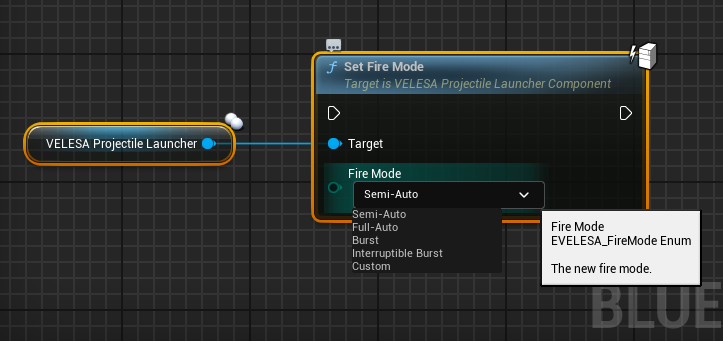 Set Fire Mode
Target is VELESA Projectile Launcher Component
VELESA Projectile Launcher
Target
Fire Mode
Semi-Auto
Semi-Auto
Full-Auto
Burst
Interruptible Burst
Custom
Fire Mode
EVELESA_FireMode Enum
The new fire mode.
BLUE